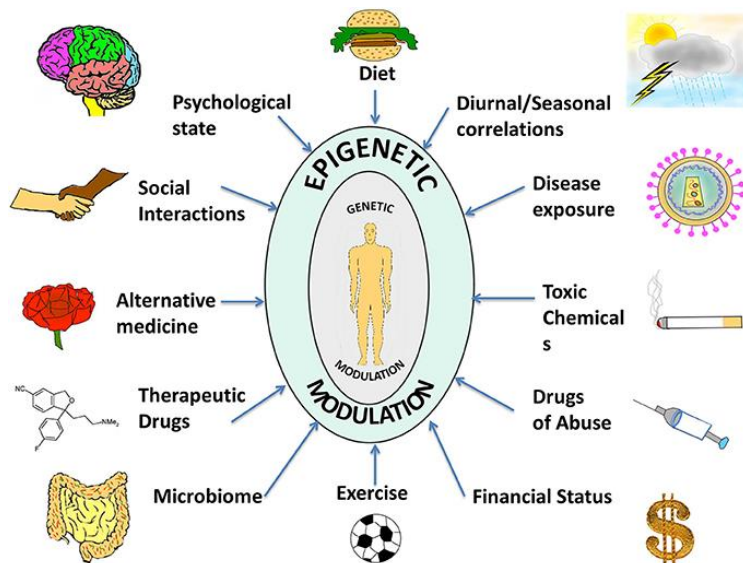 Diet
Psychological
state
Diurnal/Seasonal
correlations
EPIGENETIC
Social
Interactions
Disease
exposure
GENETIC
Alternative
medicine
Toxic
Chemical
s
MODULATION
MODULATION
Therapeutic
Drugs
NC
O
NMe2
F
Drugs
of Abuse
Microbiome
Exercise
Financial Status
$